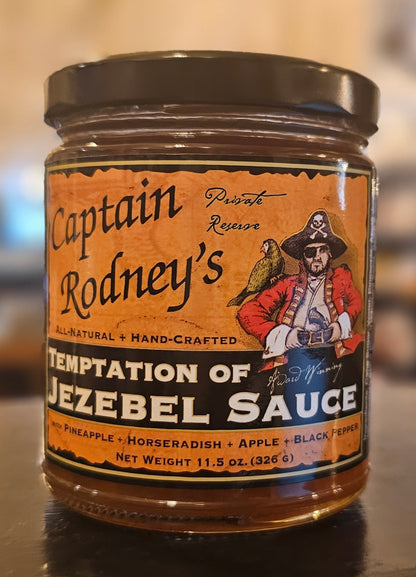 Captain
Rodney's
Private
Reserve
All-Natural + Hand-Crafted
Award Winning
Temptation of
Jezebel Sauce
with Pineapple + Horseradish + Apple + Black Pepper
Net Weight 11.5 oz. (326 g)